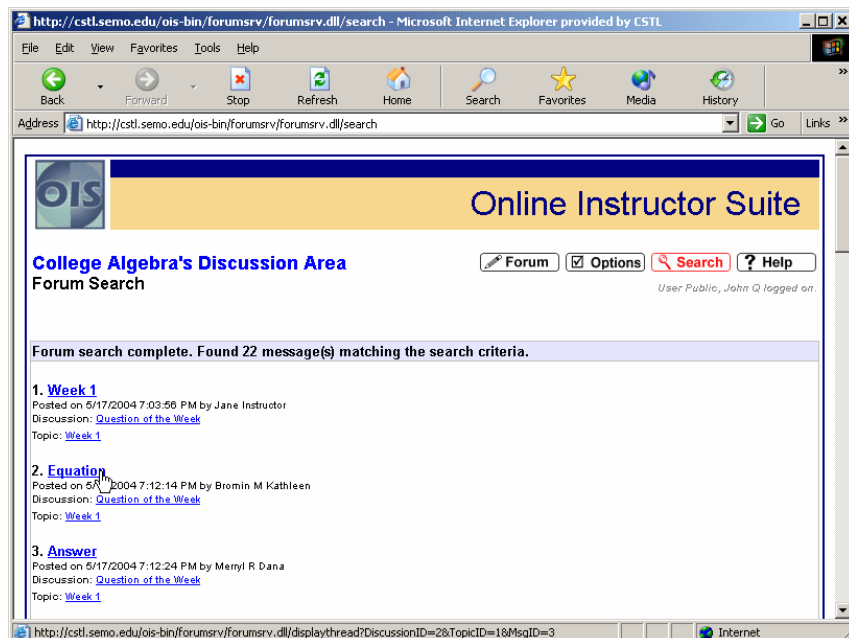 http://cstl.semo.edu/ois-bin/forumsrv/forumsrv.dll/search - Microsoft Internet Explorer provided by CSTL
File Edit View Favorites Tools Help
Back Forward Stop Refresh Home Search Favorites Media History »
Address http://cstl.semo.edu/ois-bin/forumsrv/forumsrv.dll/search Go Links »
OIS
Online Instructor Suite
College Algebra's Discussion Area
Forum Options Search ? Help
Forum Search
User Public, John Q logged on.
Forum search complete. Found 22 message(s) matching the search criteria.
1. Week 1
Posted on 5/17/2004 7:03:56 PM by Jane Instructor
Discussion: Question of the Week
Topic: Week 1
2. Equation
Posted on 5/ 2004 7:12:14 PM by Bromin M Kathleen
Discussion: Question of the Week
Topic: Week 1
3. Answer
Posted on 5/17/2004 7:12:24 PM by Merryl R Dana
Discussion: Question of the Week
Topic: Week 1
http://cstl.semo.edu/ois-bin/forumsrv/forumsrv.dll/displaythread?DiscussionID=2&TopicID=1&MsgID=3 Internet